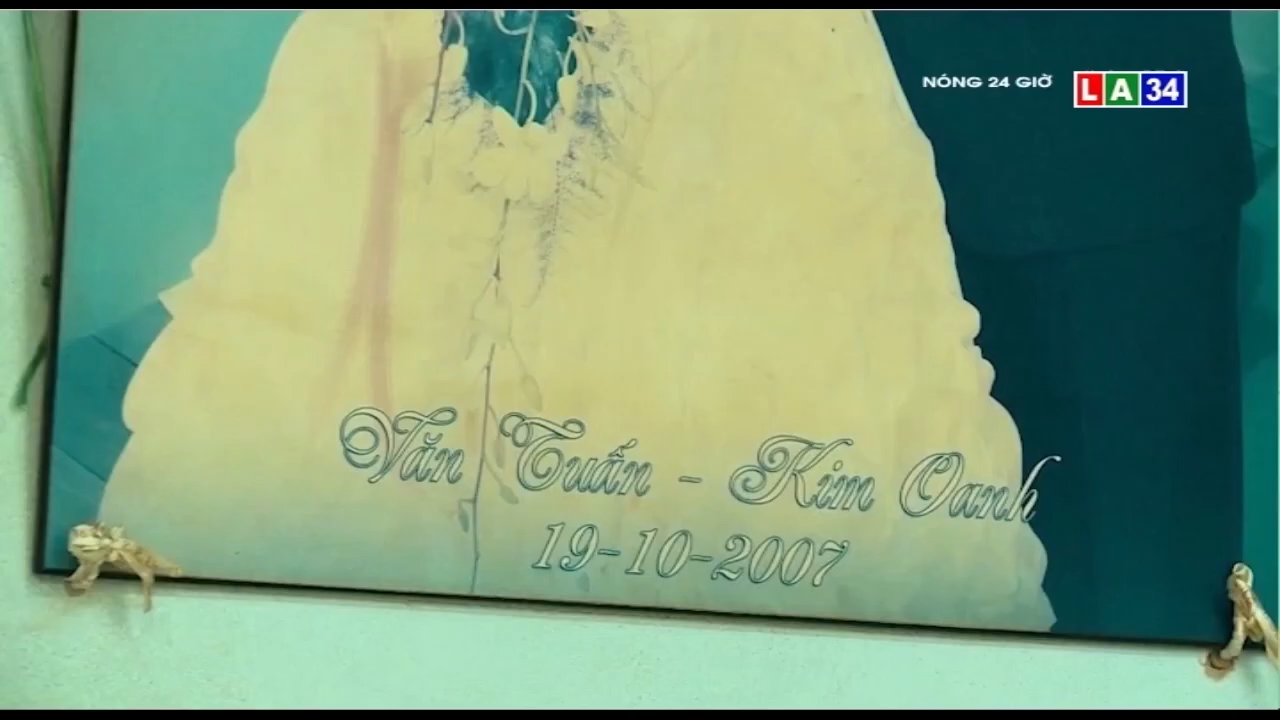 NÓNG 24 GIỜ LA34
Văn Tuấn - Kim Oanh
19-10-2007